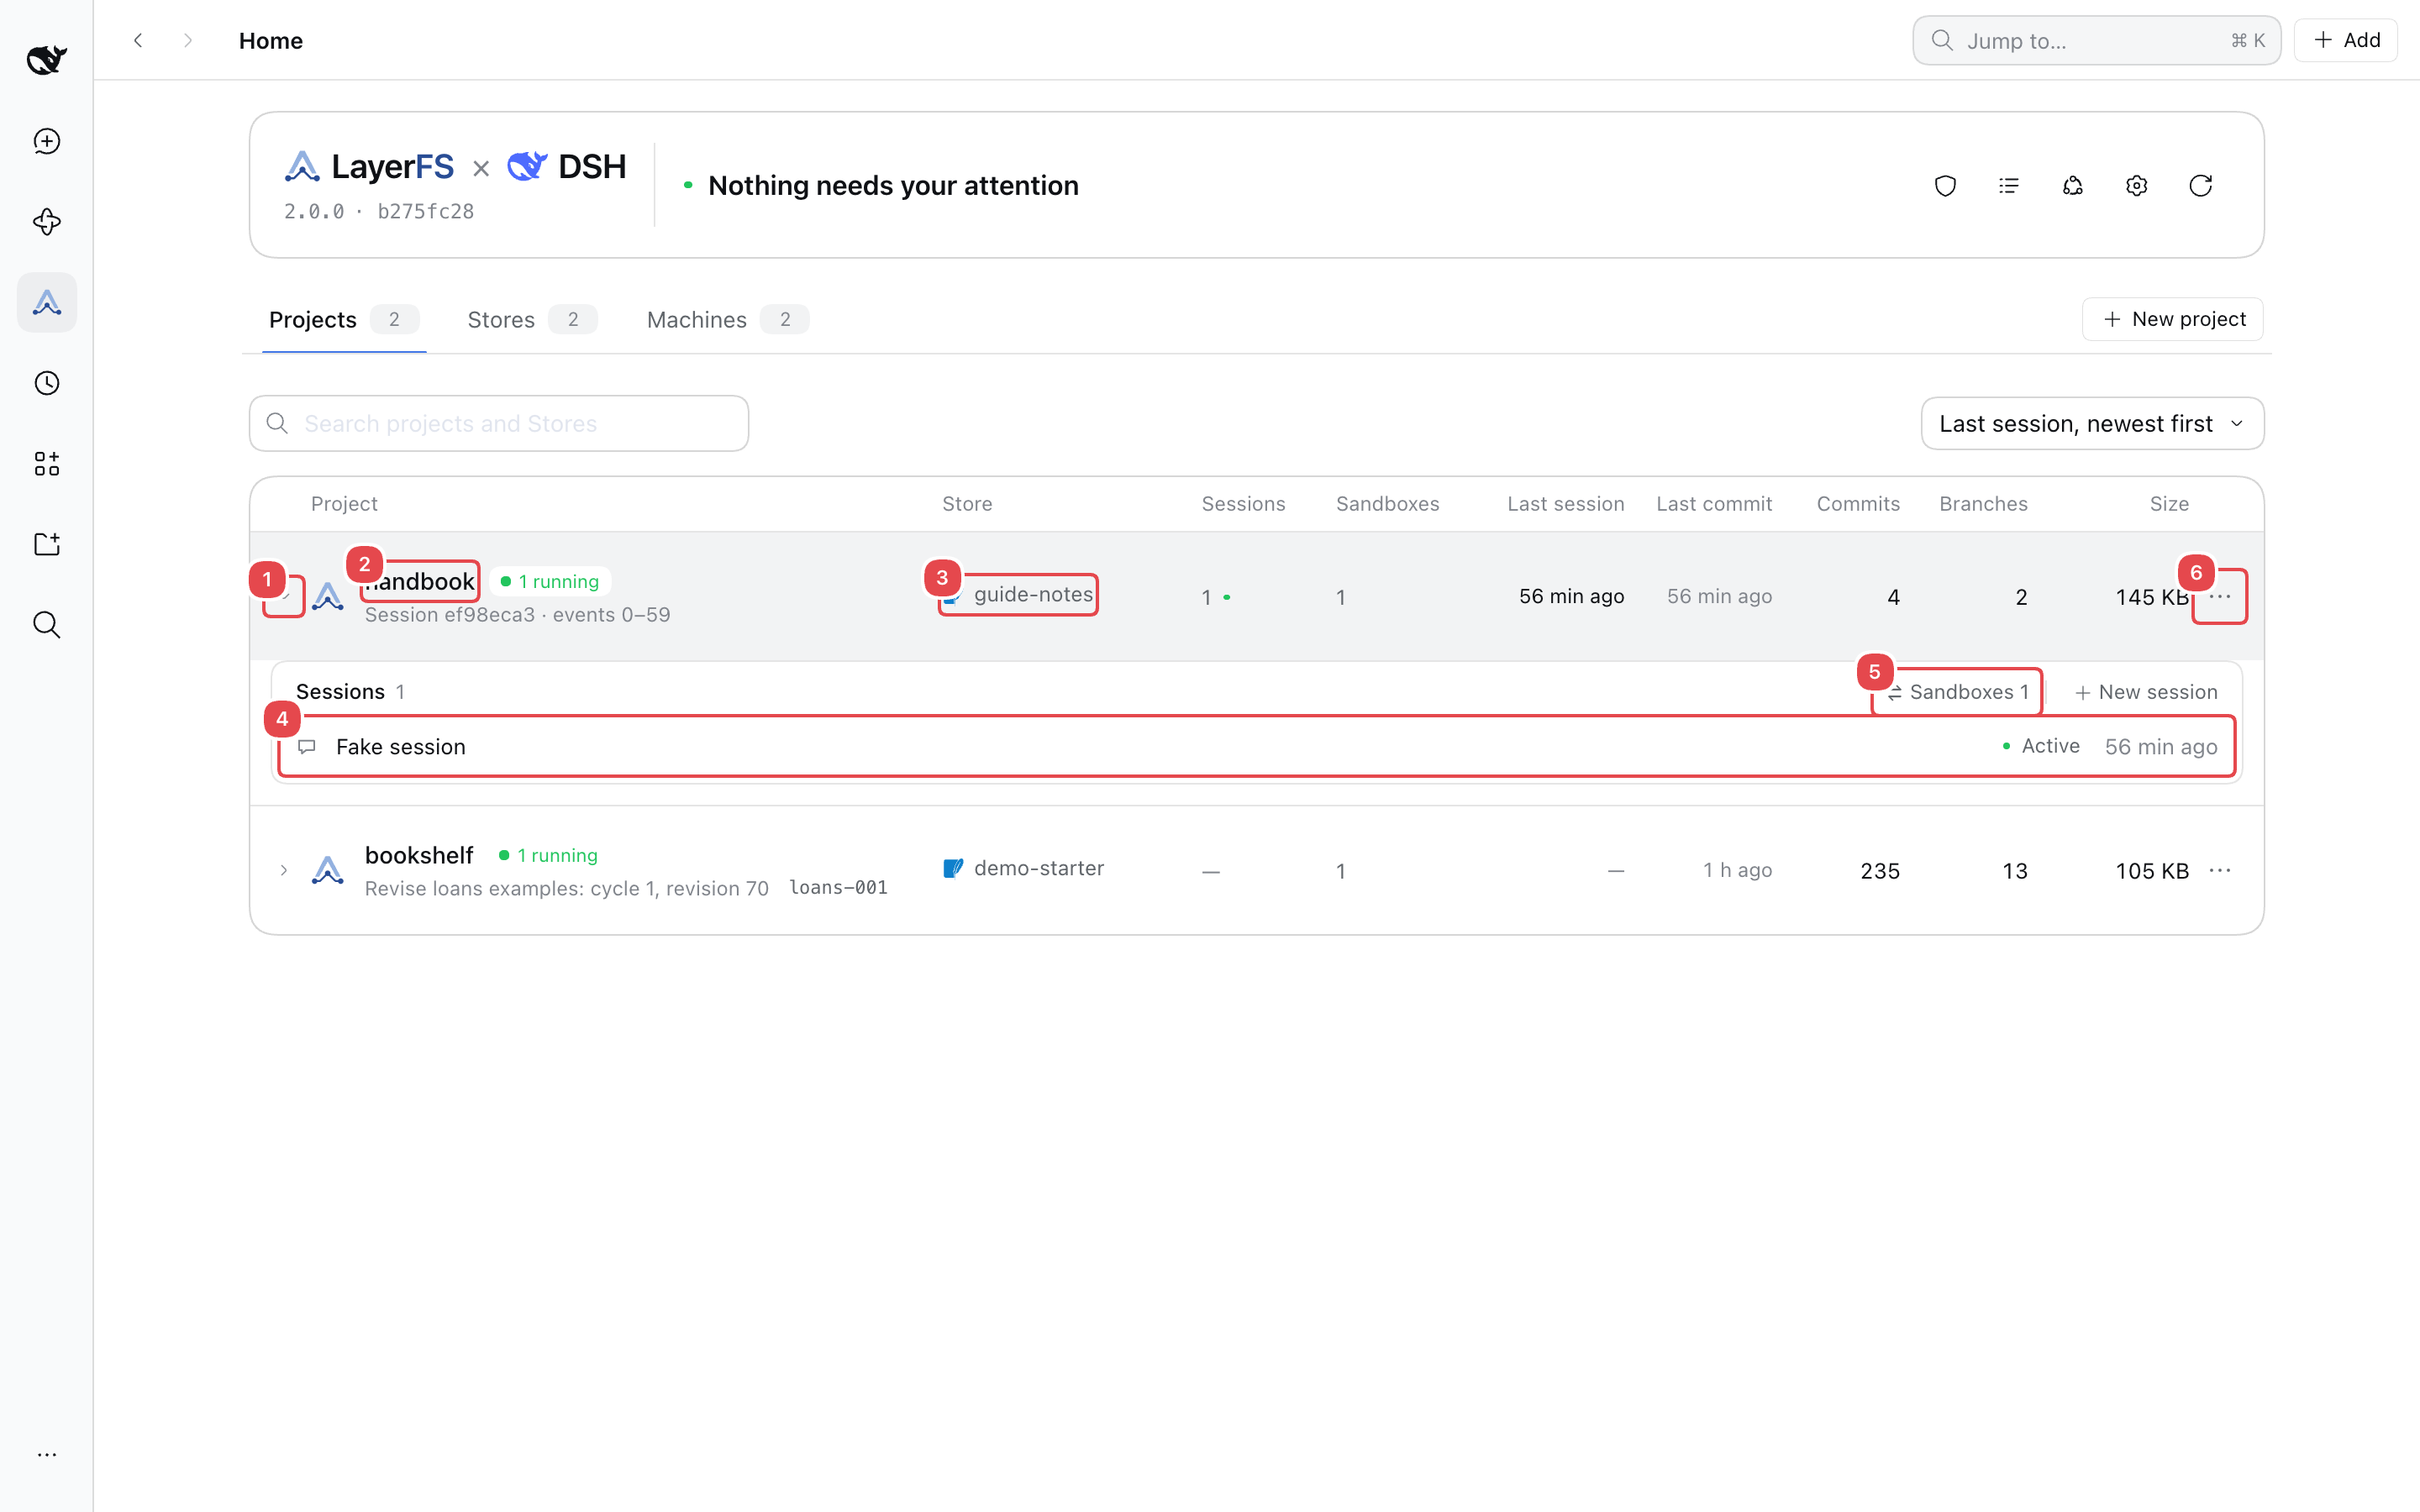 Home
Jump to...
⌘ K
Add
LayerFS × DSH
2.0.0 · b275fc28
Nothing needs your attention
Projects 2
Stores 2
Machines 2
New project
Search projects and Stores
Last session, newest first
Project Store Sessions Sandboxes Last session Last commit Commits Branches Size
1
2
handbook
1 running
Session ef98eca3 · events 0–59
3
guide-notes
1
1
56 min ago
56 min ago
4
2
145 KB
6
...
Sessions 1
5
Sandboxes 1
New session
4
Fake session
Active
56 min ago
bookshelf
1 running
Revise loans examples: cycle 1, revision 70 loans-001
demo-starter
—
1
—
1 h ago
235
13
105 KB
...
...